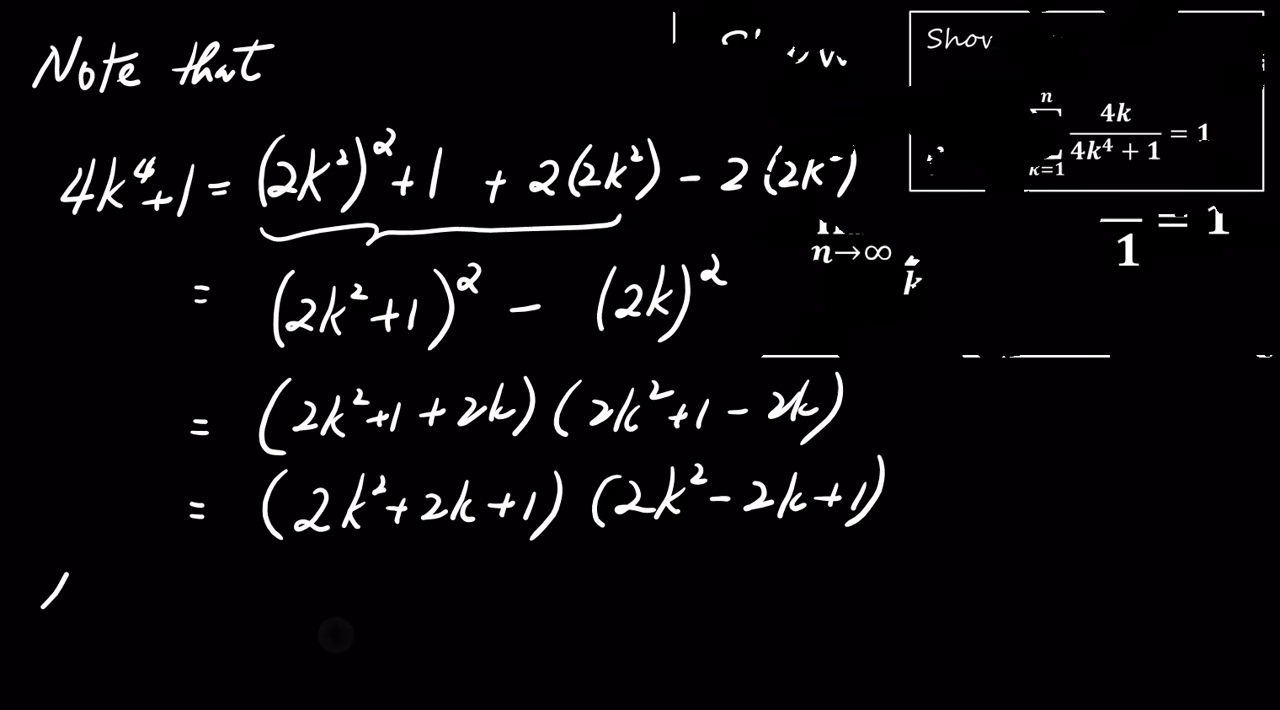 Note that
4k⁴+1 = (2k²)²+1 + 2(2k²) - 2(2k²)
= (2k²+1)² - (2k)²
= (2k²+1+2k)(2k²+1-2k)
= (2k²+2k+1)(2k²-2k+1)
n
4k
4k⁴ + 1
= 1
k=1
1 = 1
n→∞
k